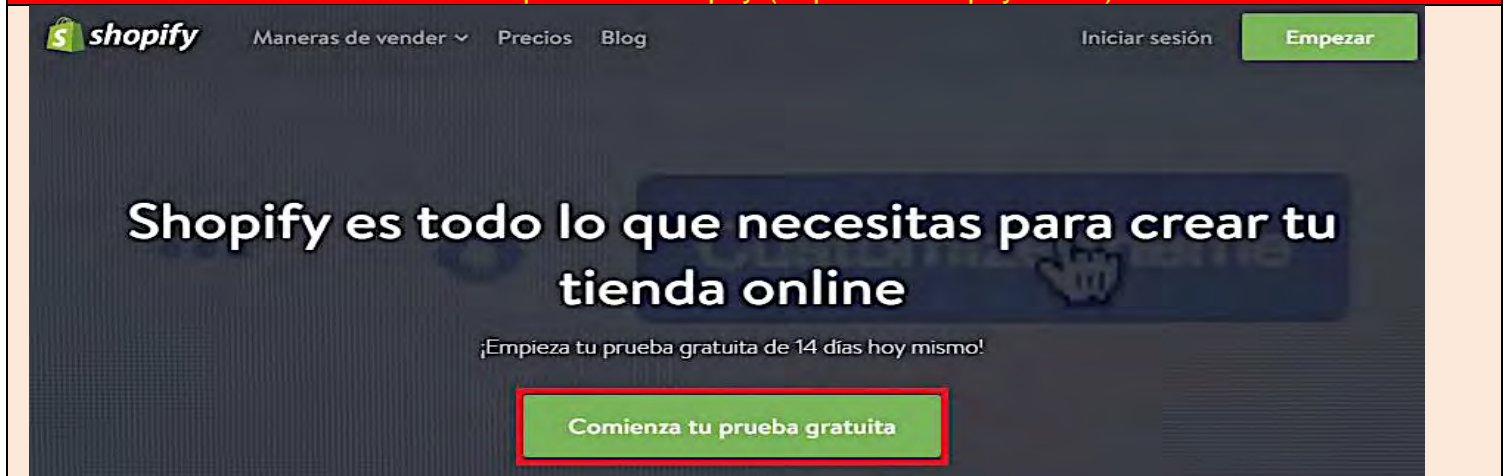 shopify
Maneras de vender Precios Blog
Iniciar sesión Empezar
Shopify es todo lo que necesitas para crear tu
tienda online
¡Empieza tu prueba gratuita de 14 días hoy mismo!
Comienza tu prueba gratuita